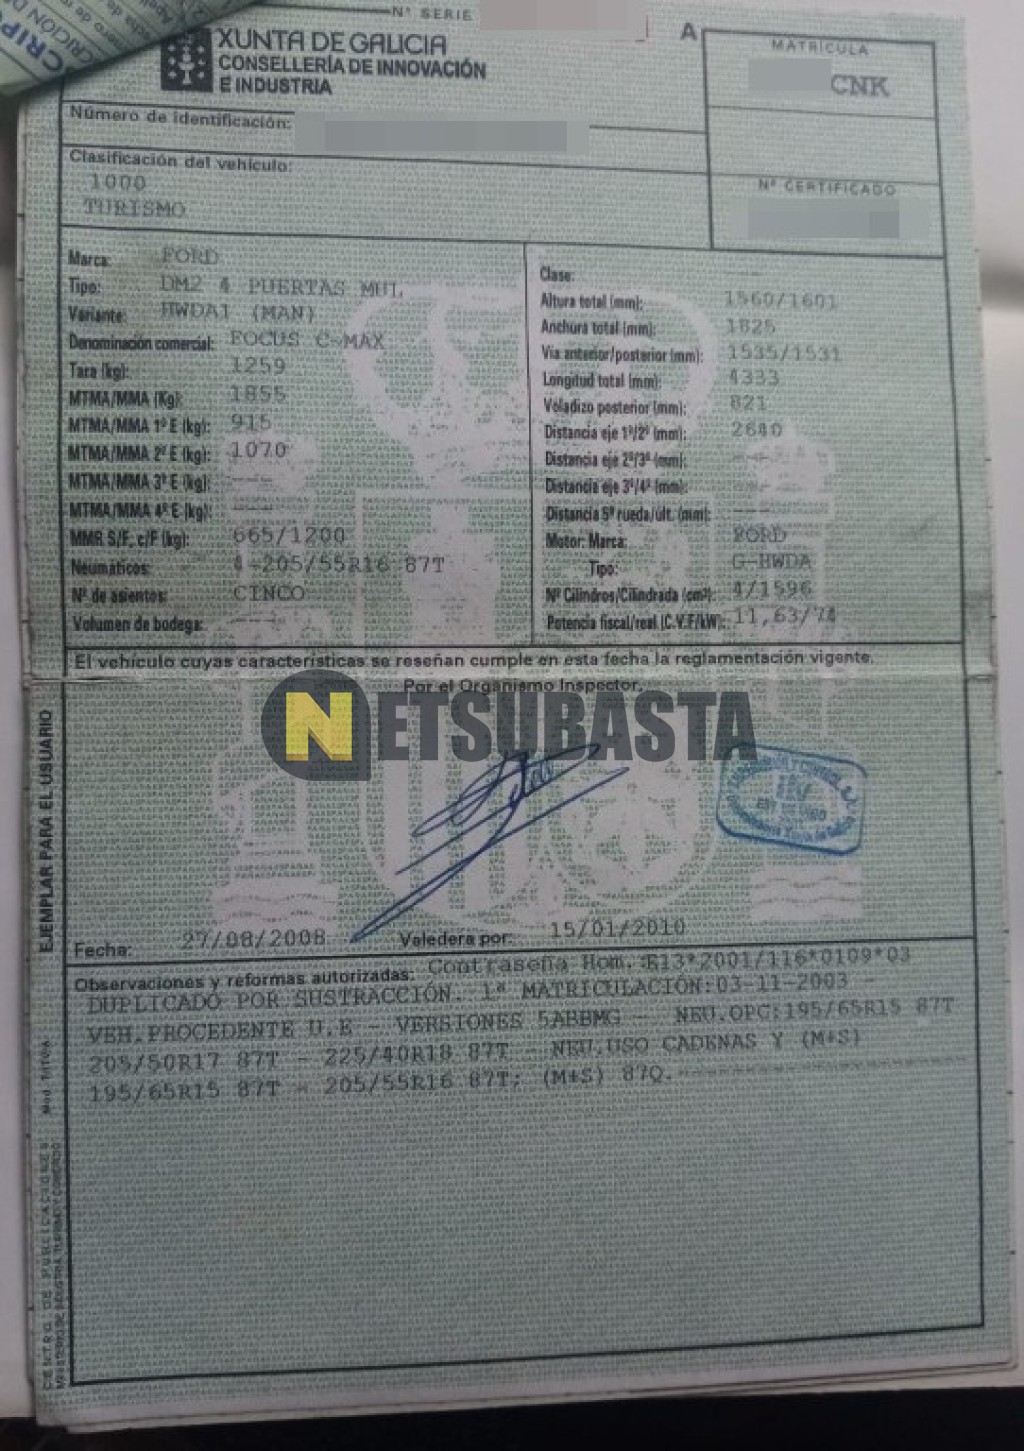 Nº SERIE
A
XUNTA DE GALICIA
CONSELLERÍA DE INNOVACIÓN
E INDUSTRIA
MATRÍCULA
CNK
Número de identificación:
Clasificación del vehículo:
1000
TURISMO
Nº CERTIFICADO
Marca: FORD
Tipo: DM2 4 PUERTAS MUL
Variante: HWDA1 (MAN)
Denominación comercial: FOCUS C-MAX
Tara (kg): 1259
MTMA/MMA (Kg): 1855
MTMA/MMA 1º E (kg): 915
MTMA/MMA 2º E (kg): 1070
MTMA/MMA 3º E (kg): ---
MTMA/MMA 4º E (kg): ---
MMR S/F, c/F (kg): 665/1200
Neumáticos: 4-205/55R16 87T
Nº de asientos: CINCO
Volumen de bodega: ---
Clase: ---
Altura total (mm): 1560/1601
Anchura total (mm): 1825
Via anterior/posterior (mm): 1535/1531
Longitud total (mm): 4333
Voladizo posterior (mm): 821
Distancia eje 1º/2º (mm): 2640
Distancia eje 2º/3º (mm): ---
Distancia eje 3º/4º (mm): ---
Distancia 5ª rueda/últ. (mm): ---
Motor: Marca: FORD
Tipo: G-HWDA
Nº Cilindros/Cilindrada (cm³): 4/1596
Potencia fiscal/real (C.V.F/kW): 11,63/74
El vehículo cuyas características se reseñan cumple en esta fecha la reglamentación vigente.
Por el Organismo Inspector,
NETSUBASTA
Fecha: 27/08/2008 Valedera por: 15/01/2010
Observaciones y reformas autorizadas: Contraseña Hom.:E13*2001/116*0109*03
DUPLICADO POR SUSTRACCIÓN. 1ª MATRICULACIÓN:03-11-2003 -
VEH.PROCEDENTE U.E - VERSIONES 5ABBMG - NEU.OPC:195/65R15 87T
205/50R17 87T - 225/40R18 87T - NEU.USO CADENAS Y (M+S)
195/65R15 87T - 205/55R16 87T; (M+S) 87Q.
EJEMPLAR PARA EL USUARIO
CENTRO DE PUBLICACIONES
MINISTERIO DE INDUSTRIA, TURISMO Y COMERCIO